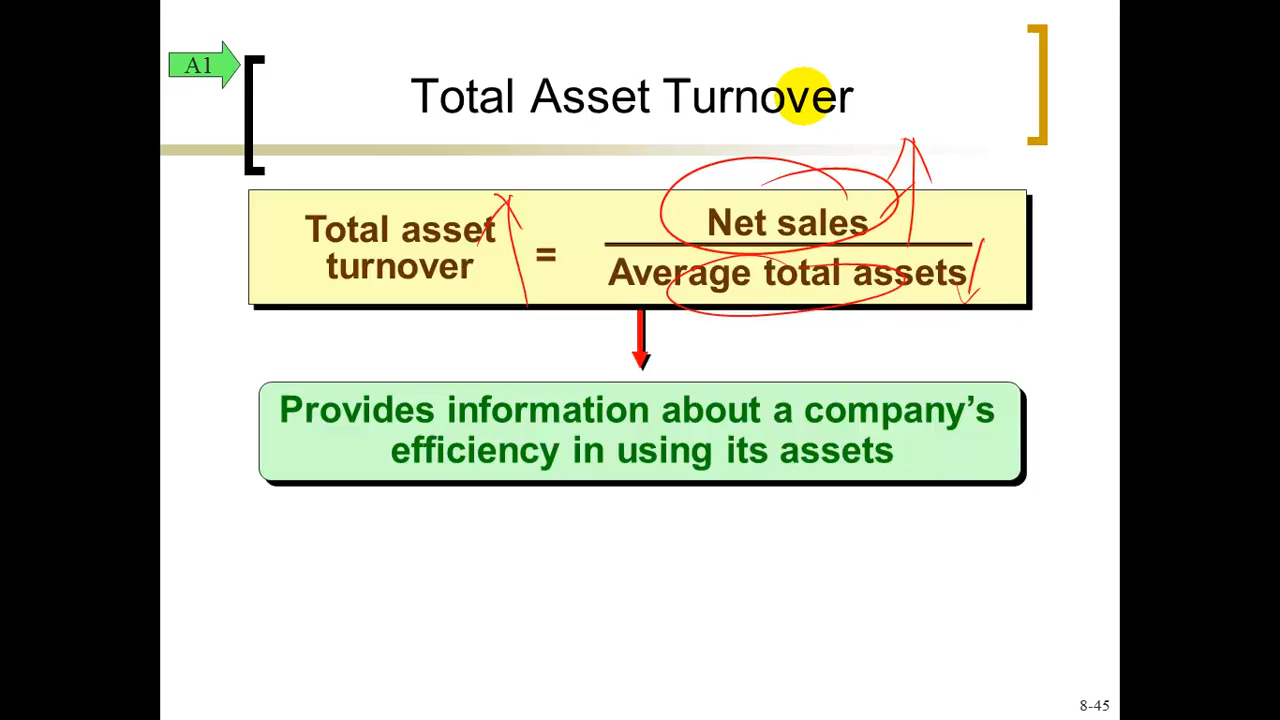 A1
Total Asset Turnover
Total asset
turnover
=
Net sales
Average total assets
Provides information about a company’s
efficiency in using its assets
8-45